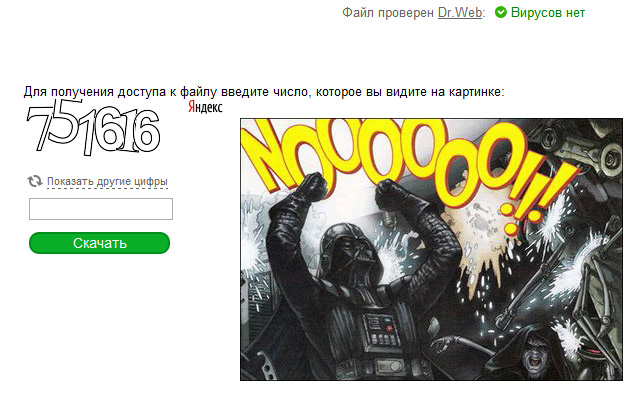 Файл проверен Dr.Web: Вирусов нет
Для получения доступа к файлу введите число, которое вы видите на картинке:
751616
Яндекс
NOOOOOO!!!
Показать другие цифры
Скачать